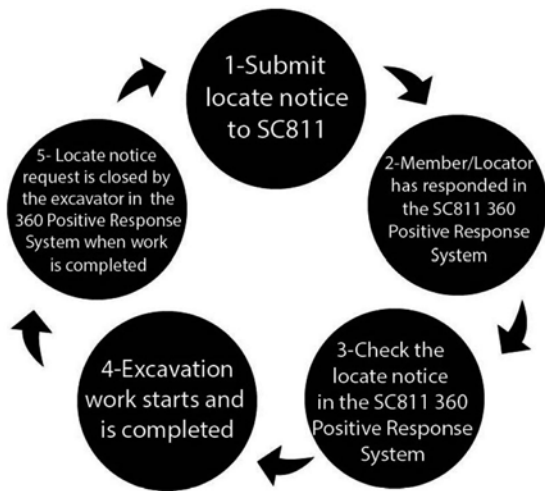 1-Submit
locate notice
to SC811
2-Member/Locator
has responded in
the SC811 360
Positive Response
System
3-Check the
locate notice
in the SC811 360
Positive Response
System
4-Excavation
work starts and
is completed
5- Locate notice
request is closed by
the excavator in the
360 Positive Response
System when work
is completed